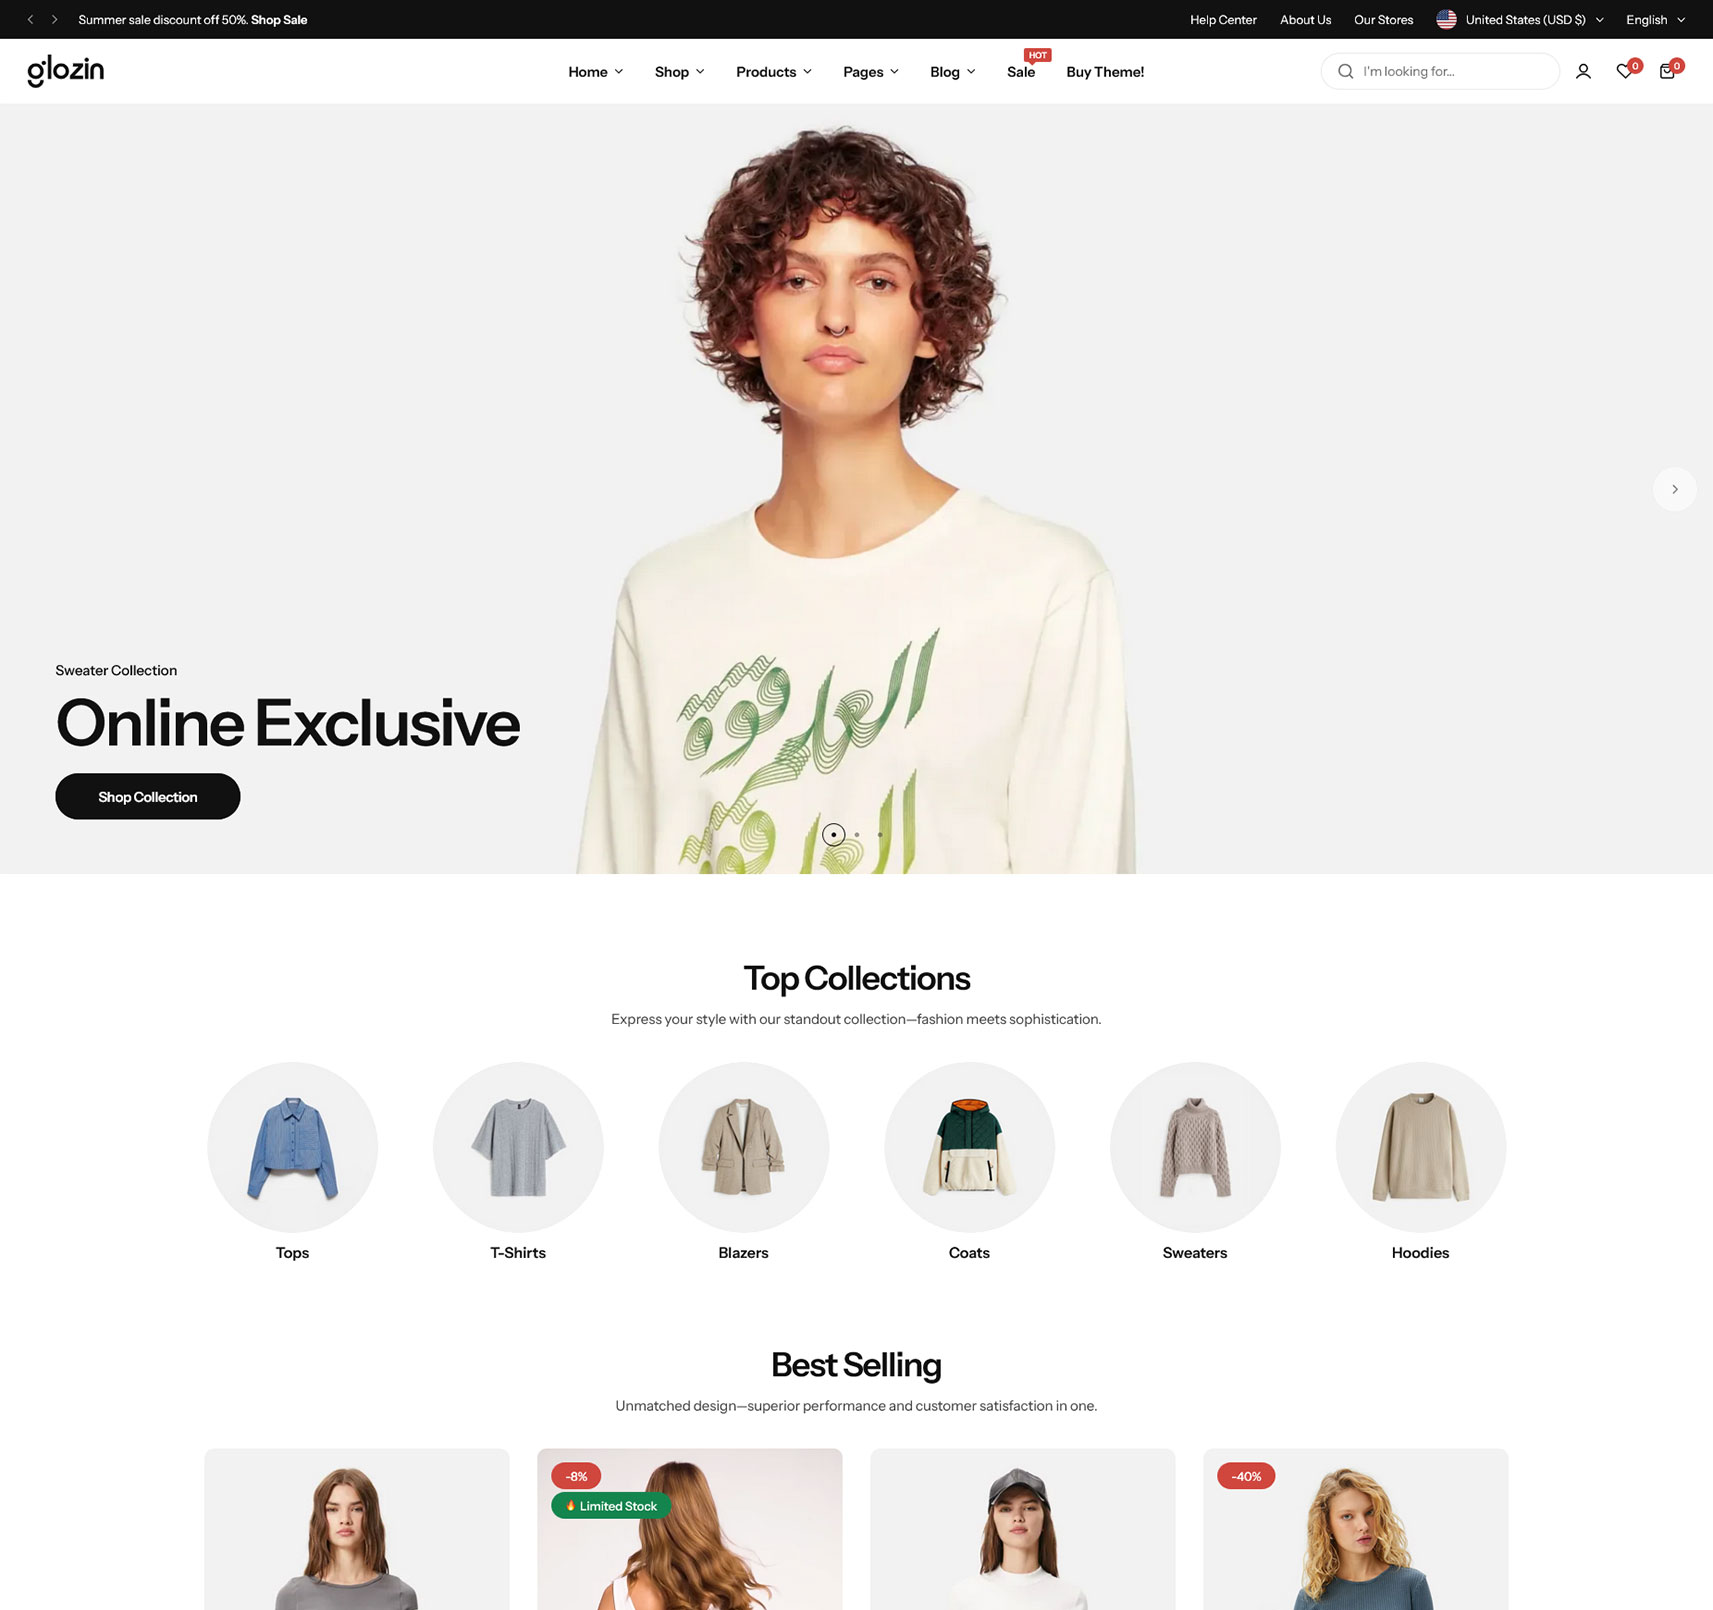 Summer sale discount off 50%. Shop Sale
Help Center
About Us
Our Stores
United States (USD $)
English
glozin
Home
Shop
Products
Pages
Blog
Sale
HOT
Buy Theme!
I'm looking for...
0
0
Sweater Collection
Online Exclusive
Shop Collection
Top Collections
Express your style with our standout collection—fashion meets sophistication.
Tops
T-Shirts
Blazers
Coats
Sweaters
Hoodies
Best Selling
Unmatched design—superior performance and customer satisfaction in one.
-8%
🔥 Limited Stock
-40%